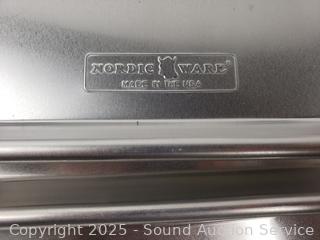 NORDIC WARE®
MADE IN THE USA
Copyright 2025 - Sound Auction Service